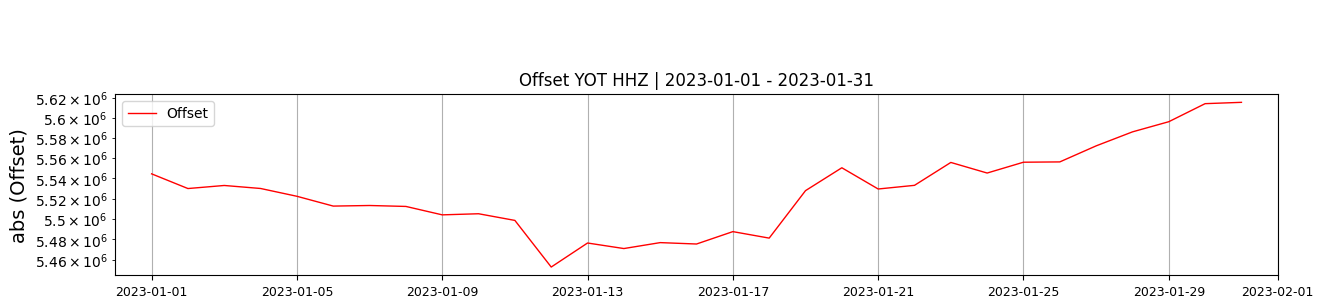 Offset YOT HHZ | 2023-01-01 - 2023-01-31
abs (Offset)
5.62 × 10⁶
5.6 × 10⁶
5.58 × 10⁶
5.56 × 10⁶
5.54 × 10⁶
5.52 × 10⁶
5.5 × 10⁶
5.48 × 10⁶
5.46 × 10⁶
Offset
2023-01-01 2023-01-05 2023-01-09 2023-01-13 2023-01-17 2023-01-21 2023-01-25 2023-01-29 2023-02-01